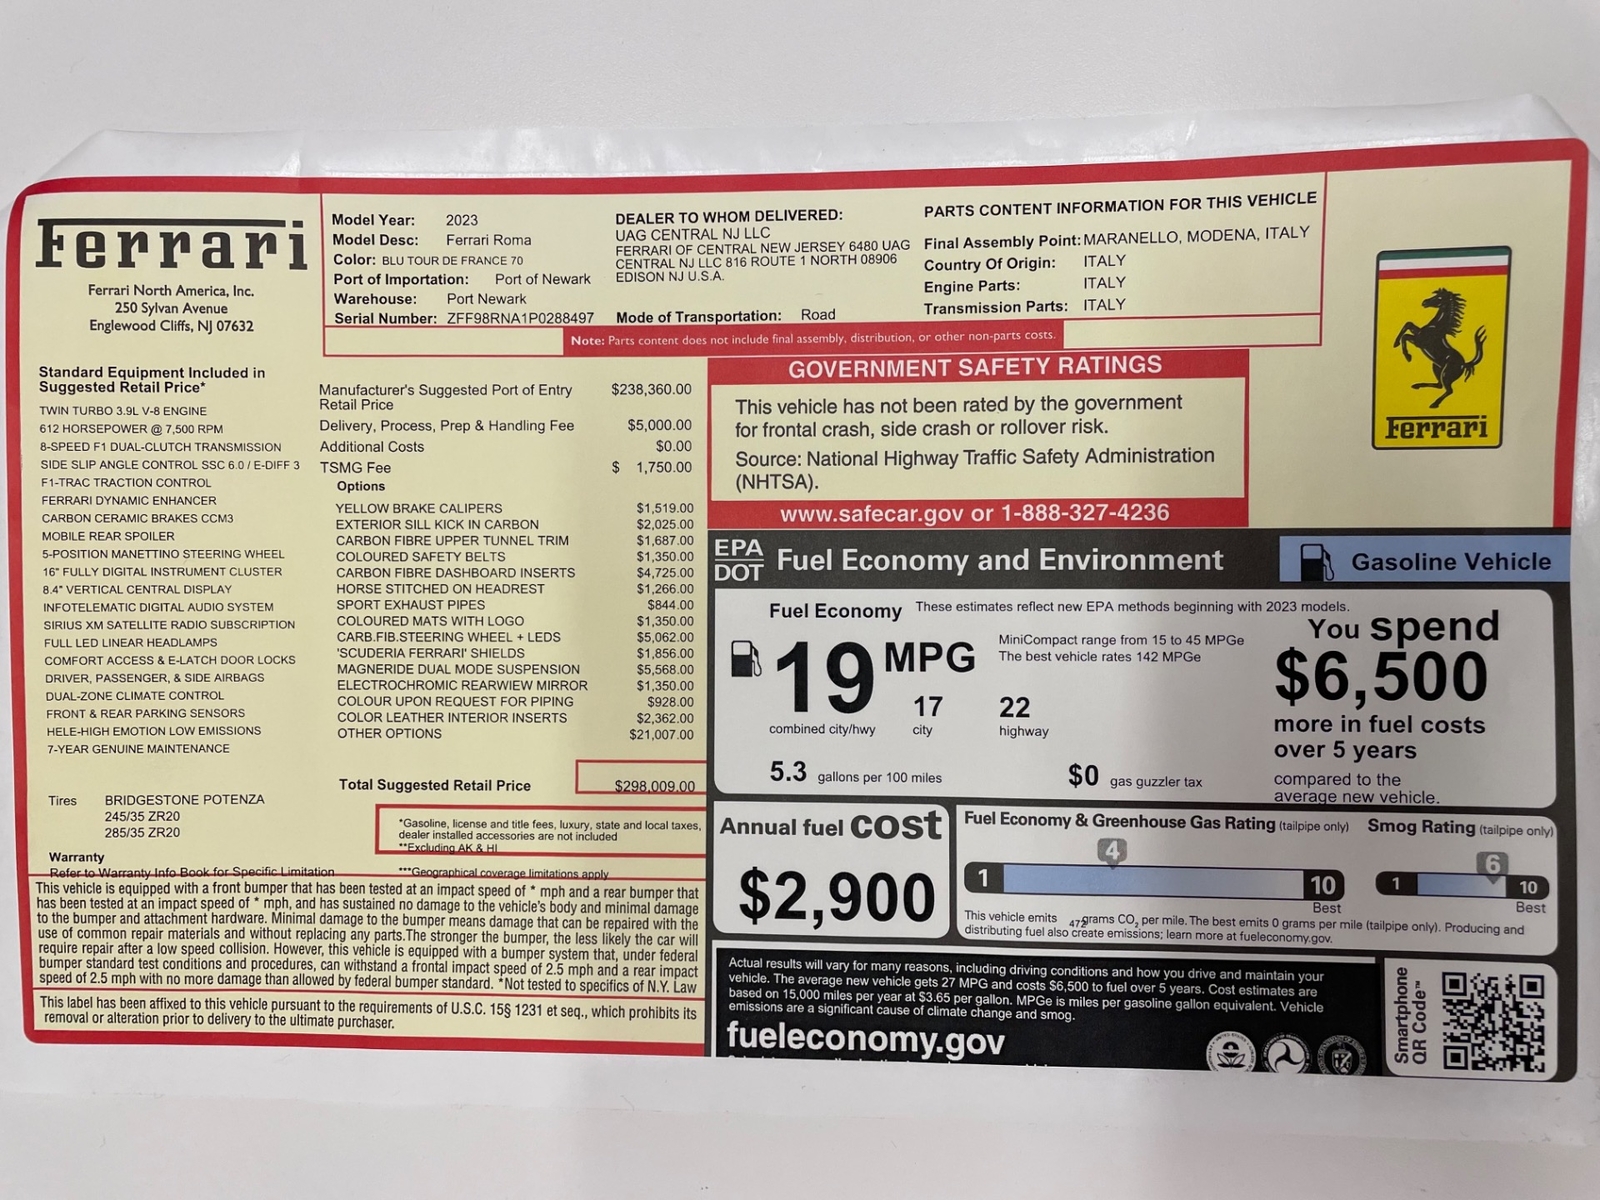 Ferrari
Ferrari North America, Inc.
250 Sylvan Avenue
Englewood Cliffs, NJ 07632
Model Year: 2023
Model Desc: Ferrari Roma
Color: BLU TOUR DE FRANCE 70
Port of Importation: Port of Newark
Warehouse: Port Newark
Serial Number: ZFF98RNA1P0288497
DEALER TO WHOM DELIVERED:
UAG CENTRAL NJ LLC
FERRARI OF CENTRAL NEW JERSEY 6480 UAG
CENTRAL NJ LLC 816 ROUTE 1 NORTH 08906
EDISON NJ U.S.A.
Mode of Transportation: Road
PARTS CONTENT INFORMATION FOR THIS VEHICLE
Final Assembly Point: MARANELLO, MODENA, ITALY
Country Of Origin: ITALY
Engine Parts: ITALY
Transmission Parts: ITALY
Note: Parts content does not include final assembly, distribution, or other non-parts costs.
Ferrari
Standard Equipment Included in
Suggested Retail Price*
TWIN TURBO 3.9L V-8 ENGINE
612 HORSEPOWER @ 7,500 RPM
8-SPEED F1 DUAL-CLUTCH TRANSMISSION
SIDE SLIP ANGLE CONTROL SSC 6.0 / E-DIFF 3
F1-TRAC TRACTION CONTROL
FERRARI DYNAMIC ENHANCER
CARBON CERAMIC BRAKES CCM3
MOBILE REAR SPOILER
5-POSITION MANETTINO STEERING WHEEL
16" FULLY DIGITAL INSTRUMENT CLUSTER
8.4" VERTICAL CENTRAL DISPLAY
INFOTELEMATIC DIGITAL AUDIO SYSTEM
SIRIUS XM SATELLITE RADIO SUBSCRIPTION
FULL LED LINEAR HEADLAMPS
COMFORT ACCESS & E-LATCH DOOR LOCKS
DRIVER, PASSENGER, & SIDE AIRBAGS
DUAL-ZONE CLIMATE CONTROL
FRONT & REAR PARKING SENSORS
HELE-HIGH EMOTION LOW EMISSIONS
7-YEAR GENUINE MAINTENANCE
Tires BRIDGESTONE POTENZA
245/35 ZR20
285/35 ZR20
Warranty
Refer to Warranty Info Book for Specific Limitation
Manufacturer's Suggested Port of Entry $238,360.00
Retail Price
Delivery, Process, Prep & Handling Fee $5,000.00
Additional Costs $0.00
TSMG Fee $ 1,750.00
Options
YELLOW BRAKE CALIPERS $1,519.00
EXTERIOR SILL KICK IN CARBON $2,025.00
CARBON FIBRE UPPER TUNNEL TRIM $1,687.00
COLOURED SAFETY BELTS $1,350.00
CARBON FIBRE DASHBOARD INSERTS $4,725.00
HORSE STITCHED ON HEADREST $1,266.00
SPORT EXHAUST PIPES $844.00
COLOURED MATS WITH LOGO $1,350.00
CARB.FIB.STEERING WHEEL + LEDS $5,062.00
'SCUDERIA FERRARI' SHIELDS $1,856.00
MAGNERIDE DUAL MODE SUSPENSION $5,568.00
ELECTROCHROMIC REARWIEW MIRROR $1,350.00
COLOUR UPON REQUEST FOR PIPING $928.00
COLOR LEATHER INTERIOR INSERTS $2,362.00
OTHER OPTIONS $21,007.00
Total Suggested Retail Price $298,009.00
*Gasoline, license and title fees, luxury, state and local taxes,
dealer installed accessories are not included
**Excluding AK & HI
***Geographical coverage limitations apply
This vehicle is equipped with a front bumper that has been tested at an impact speed of * mph and a rear bumper that
has been tested at an impact speed of * mph, and has sustained no damage to the vehicle's body and minimal damage
to the bumper and attachment hardware. Minimal damage to the bumper means damage that can be repaired with the
use of common repair materials and without replacing any parts.The stronger the bumper, the less likely the car will
require repair after a low speed collision. However, this vehicle is equipped with a bumper system that, under federal
bumper standard test conditions and procedures, can withstand a frontal impact speed of 2.5 mph and a rear impact
speed of 2.5 mph with no more damage than allowed by federal bumper standard. *Not tested to specifics of N.Y. Law
This label has been affixed to this vehicle pursuant to the requirements of U.S.C. 15§ 1231 et seq., which prohibits its
removal or alteration prior to delivery to the ultimate purchaser.
GOVERNMENT SAFETY RATINGS
This vehicle has not been rated by the government
for frontal crash, side crash or rollover risk.
Source: National Highway Traffic Safety Administration
(NHTSA).
www.safecar.gov or 1-888-327-4236
EPA
DOT
Fuel Economy and Environment
Gasoline Vehicle
Fuel Economy
These estimates reflect new EPA methods beginning with 2023 models.
19 MPG
combined city/hwy
17
city
22
highway
MiniCompact range from 15 to 45 MPGe
The best vehicle rates 142 MPGe
5.3 gallons per 100 miles
$0 gas guzzler tax
You spend
$6,500
more in fuel costs
over 5 years
compared to the
average new vehicle.
Annual fuel cost
$2,900
Fuel Economy & Greenhouse Gas Rating (tailpipe only)
4
1 10
Best
Smog Rating (tailpipe only)
6
1 10
Best
This vehicle emits 472grams CO2 per mile. The best emits 0 grams per mile (tailpipe only). Producing and
distributing fuel also create emissions; learn more at fueleconomy.gov.
Actual results will vary for many reasons, including driving conditions and how you drive and maintain your
vehicle. The average new vehicle gets 27 MPG and costs $6,500 to fuel over 5 years. Cost estimates are
based on 15,000 miles per year at $3.65 per gallon. MPGe is miles per gasoline gallon equivalent. Vehicle
emissions are a significant cause of climate change and smog.
fueleconomy.gov
Smartphone
QR Code™